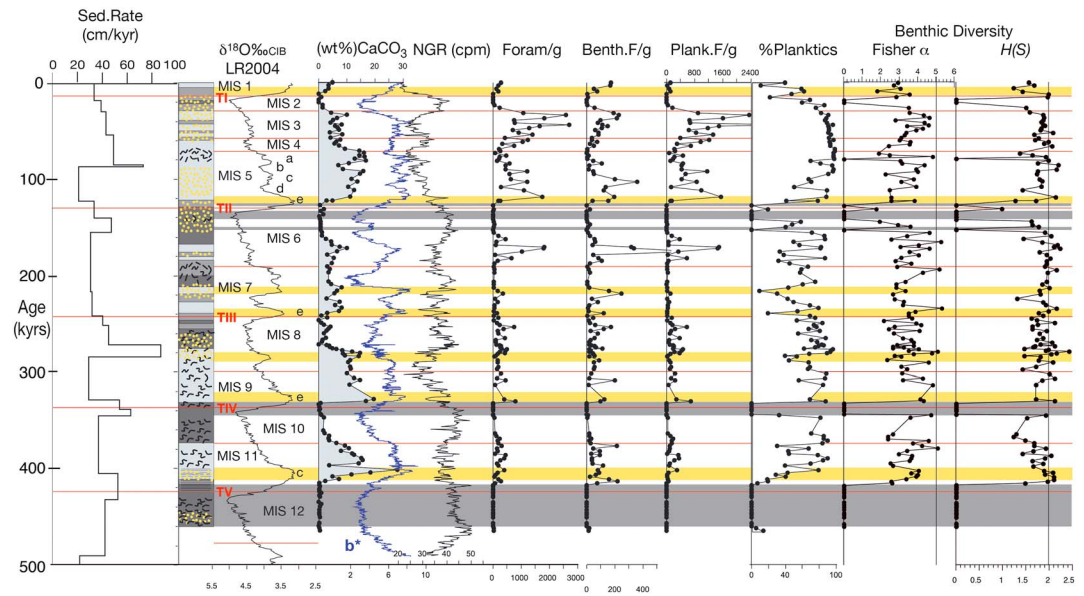 Sed.Rate
(cm/kyr)
Benthic Diversity
δ¹⁸O‰CIB (wt%)CaCO₃ NGR (cpm) Foram/g Benth.F/g Plank.F/g %Planktics Fisher α H(S)
LR2004
0 20 40 60 80 100
0 10 20 30
0 800 1600 2400
0 1 2 3 4 5 6
0
MIS 1
TI
MIS 2
MIS 3
MIS 4
a
b
MIS 5
c
100
d
e
TII
MIS 6
200
MIS 7
Age
(kyrs)
e
TIII
MIS 8
300
MIS 9
e
TIV
MIS 10
MIS 11
400
c
TV
MIS 12
b*
20 30 40 50
500
5.5 4.5 3.5 2.5
2 6 10
0 1000 2000 3000
0 200 400
0 40 80 100
0 0.5 1 1.5 2 2.5